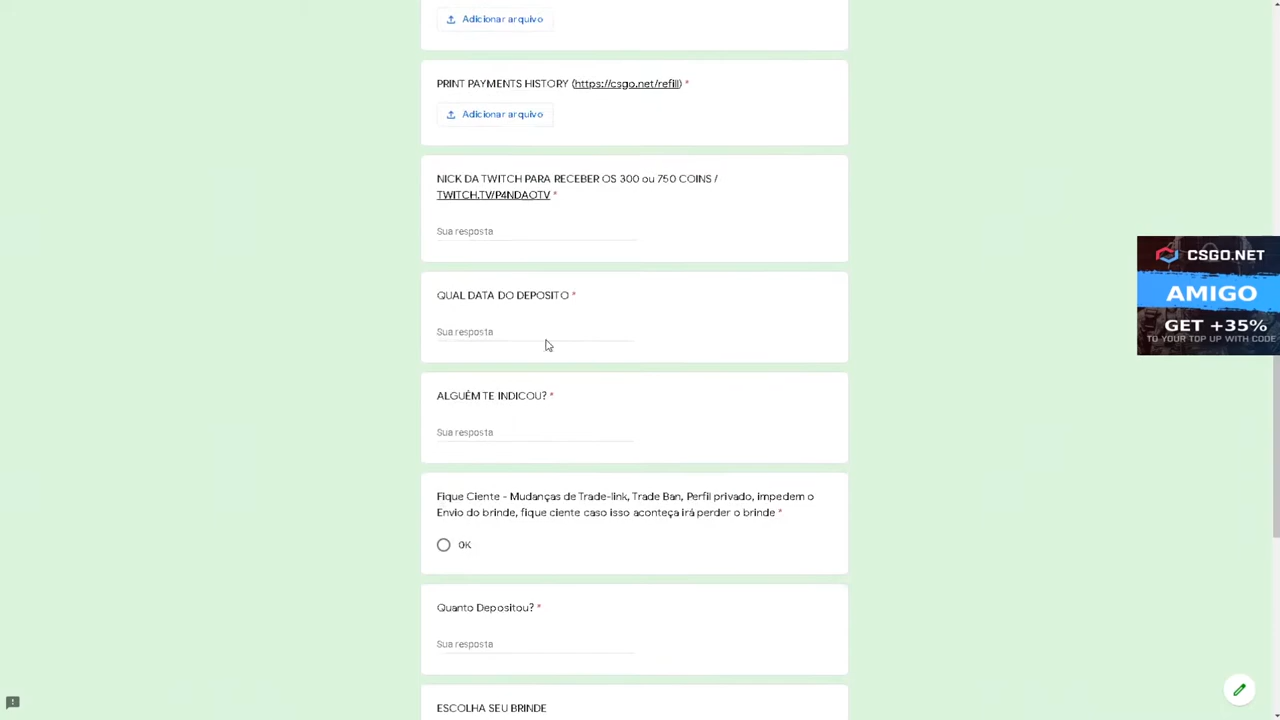 Adicionar arquivo
PRINT PAYMENTS HISTORY (https://csgo.net/refill) *
Adicionar arquivo
NICK DA TWITCH PARA RECEBER OS 300 ou 750 COINS /
TWITCH.TV/P4NDAOTV *
Sua resposta
QUAL DATA DO DEPOSITO *
Sua resposta
ALGUÉM TE INDICOU? *
Sua resposta
Fique Ciente - Mudanças de Trade-link, Trade Ban, Perfil privado, impedem o
Envio do brinde, fique ciente caso isso aconteça irá perder o brinde *
OK
Quanto Depositou? *
Sua resposta
ESCOLHA SEU BRINDE
CSGO.NET
AMIGO
GET +35%
TO YOUR TOP UP WITH CODE